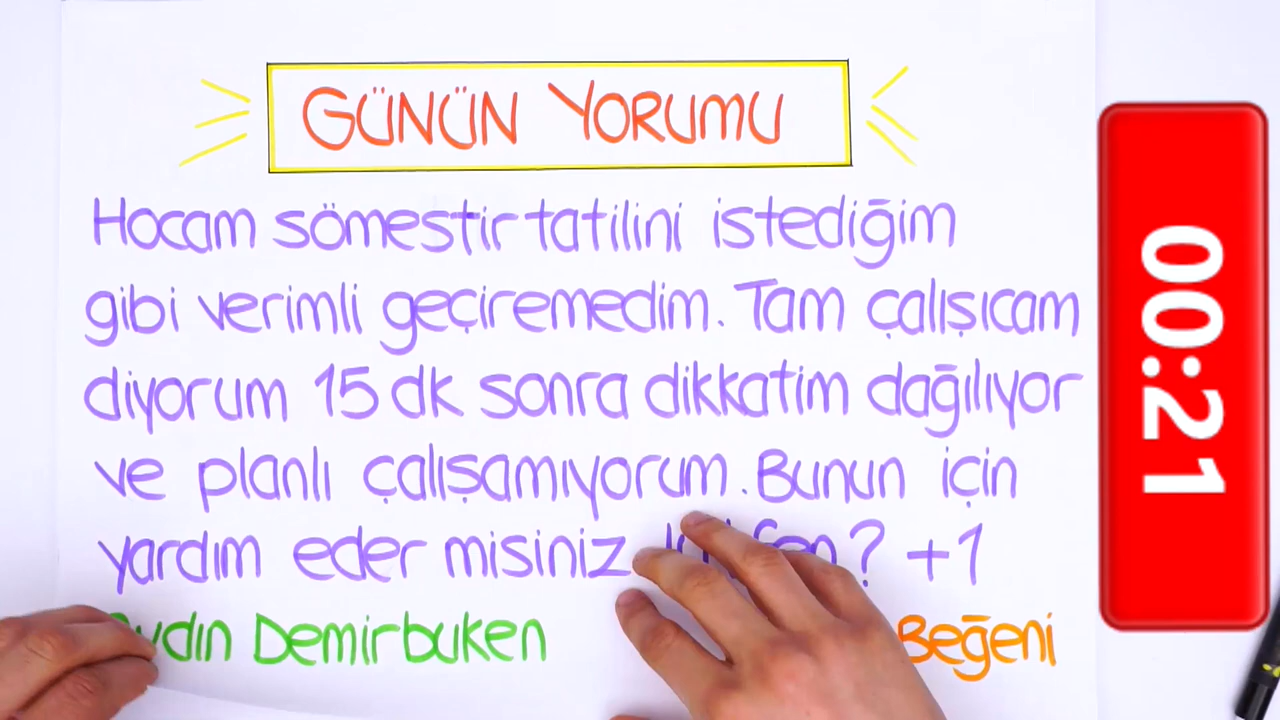 GÜNÜN YORUMU
Hocam sömestir tatilini istediğim
gibi verimli geçiremedim. Tam çalışıcam
diyorum 15 dk sonra dikkatim dağılıyor
ve planlı çalışamıyorum. Bunun için
yardım eder misiniz ? +1
Demirbuken
Beğeni
00:21